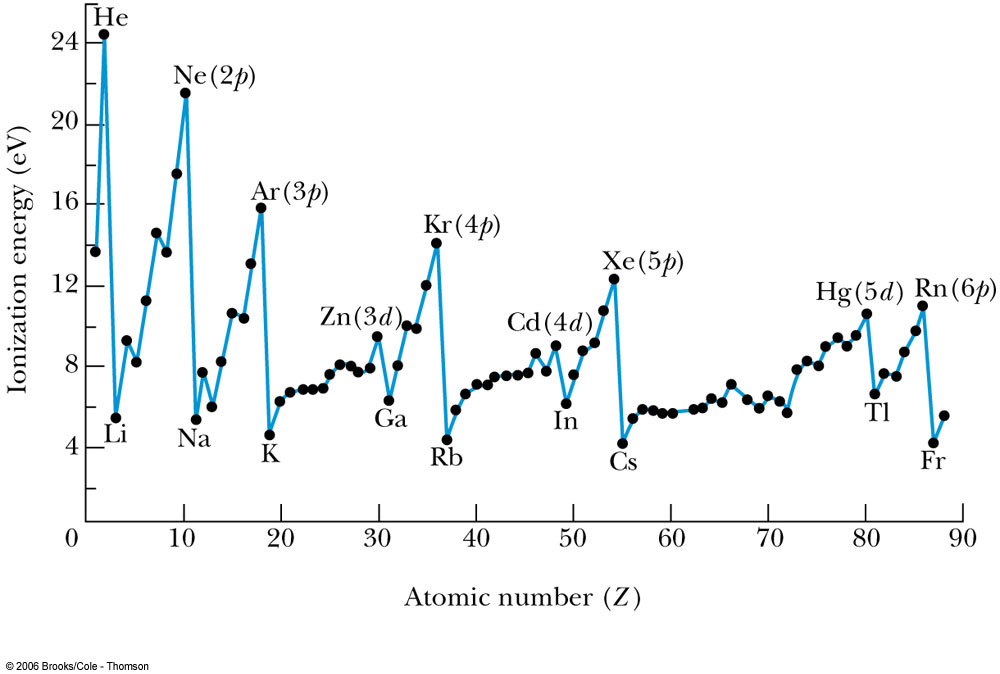 He
24
Ne(2p)
20
Ar(3p)
16
Kr(4p)
Xe(5p)
12
Zn(3d)
Cd(4d)
Hg(5d)
Rn(6p)
8
Ga
In
Tl
Li
Na
K
Rb
Cs
Fr
4
Ionization energy (eV)
0 10 20 30 40 50 60 70 80 90
Atomic number (Z)
© 2006 Brooks/Cole - Thomson